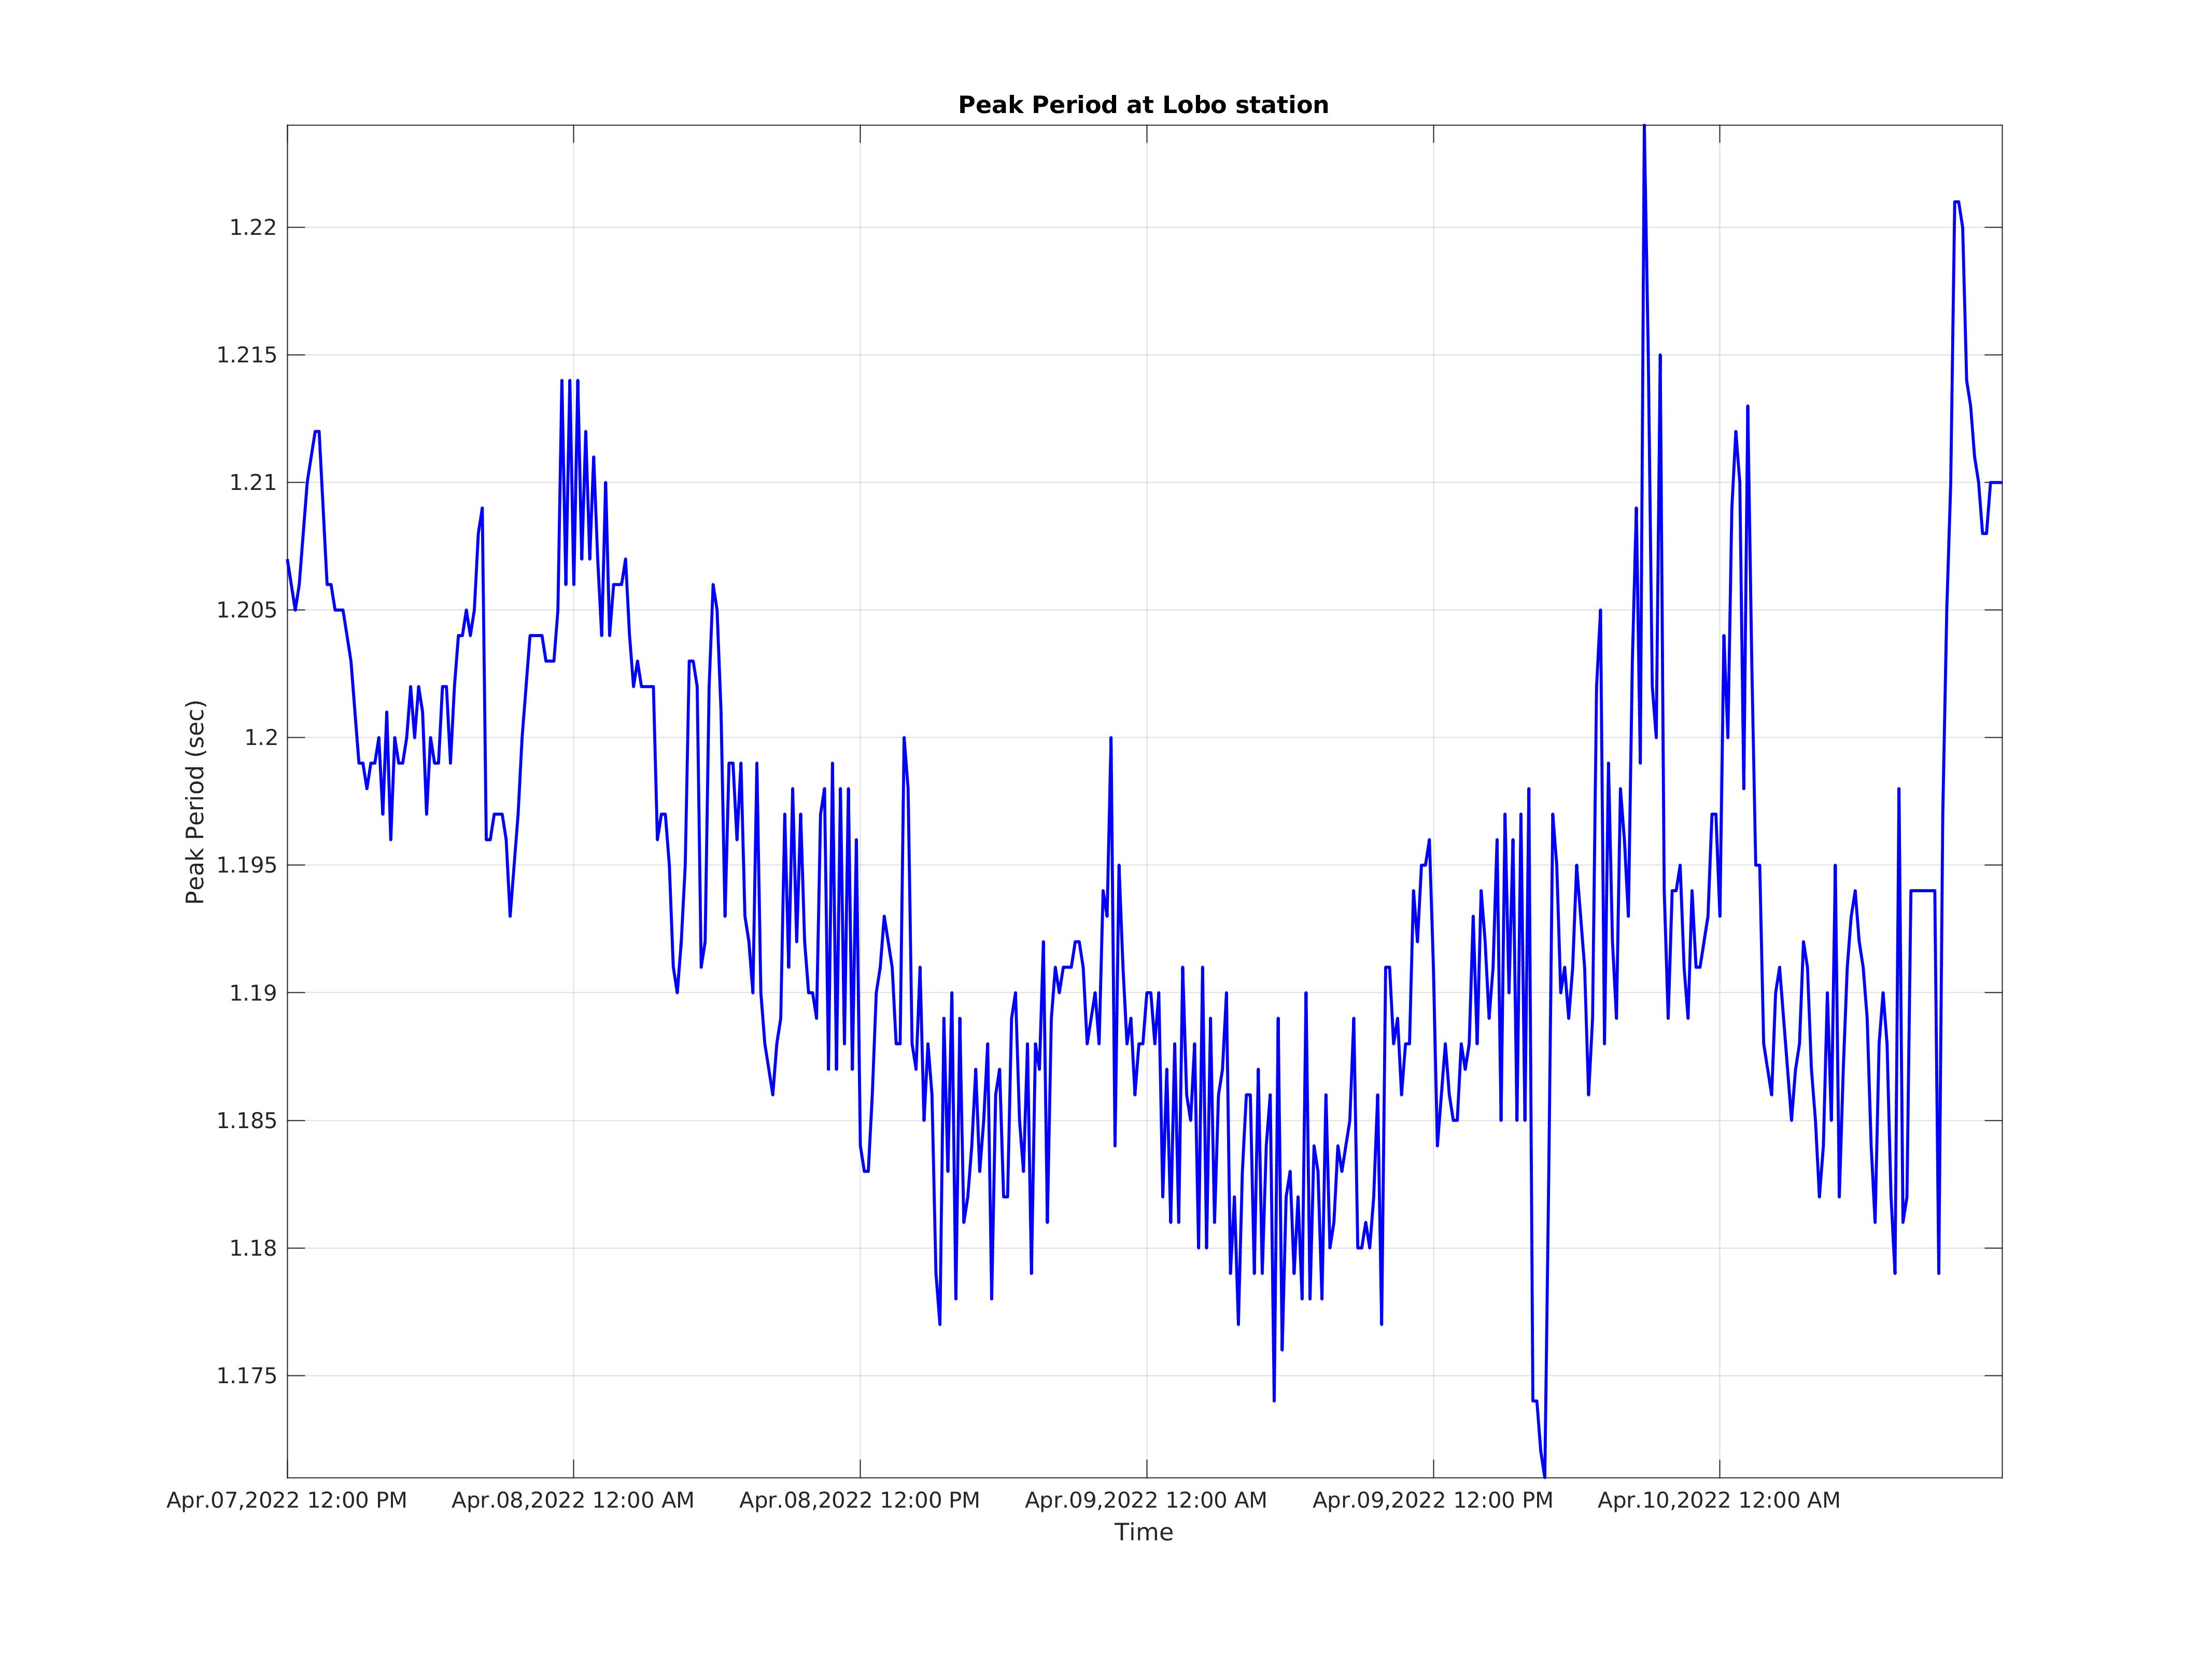 Peak Period at Lobo station
1.22
1.215
1.21
1.205
1.2
1.195
1.19
1.185
1.18
1.175
Peak Period (sec)
Apr.07,2022 12:00 PM Apr.08,2022 12:00 AM Apr.08,2022 12:00 PM Apr.09,2022 12:00 AM Apr.09,2022 12:00 PM Apr.10,2022 12:00 AM
Time